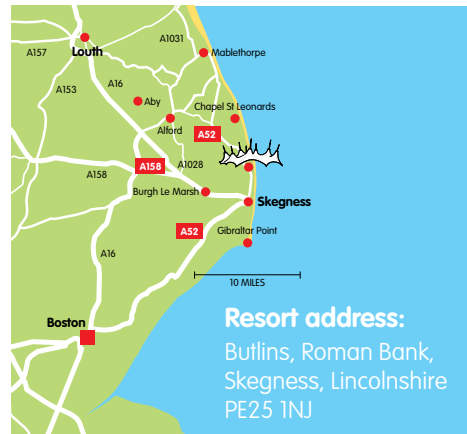 A1031
A157
Louth
Mablethorpe
A153
A16
Aby
Chapel St Leonards
Alford
A52
A158
A1028
A158
Burgh Le Marsh
Skegness
A52
Gibraltar Point
A16
10 MILES
Boston
Resort address:
Butlins, Roman Bank,
Skegness, Lincolnshire
PE25 1NJ